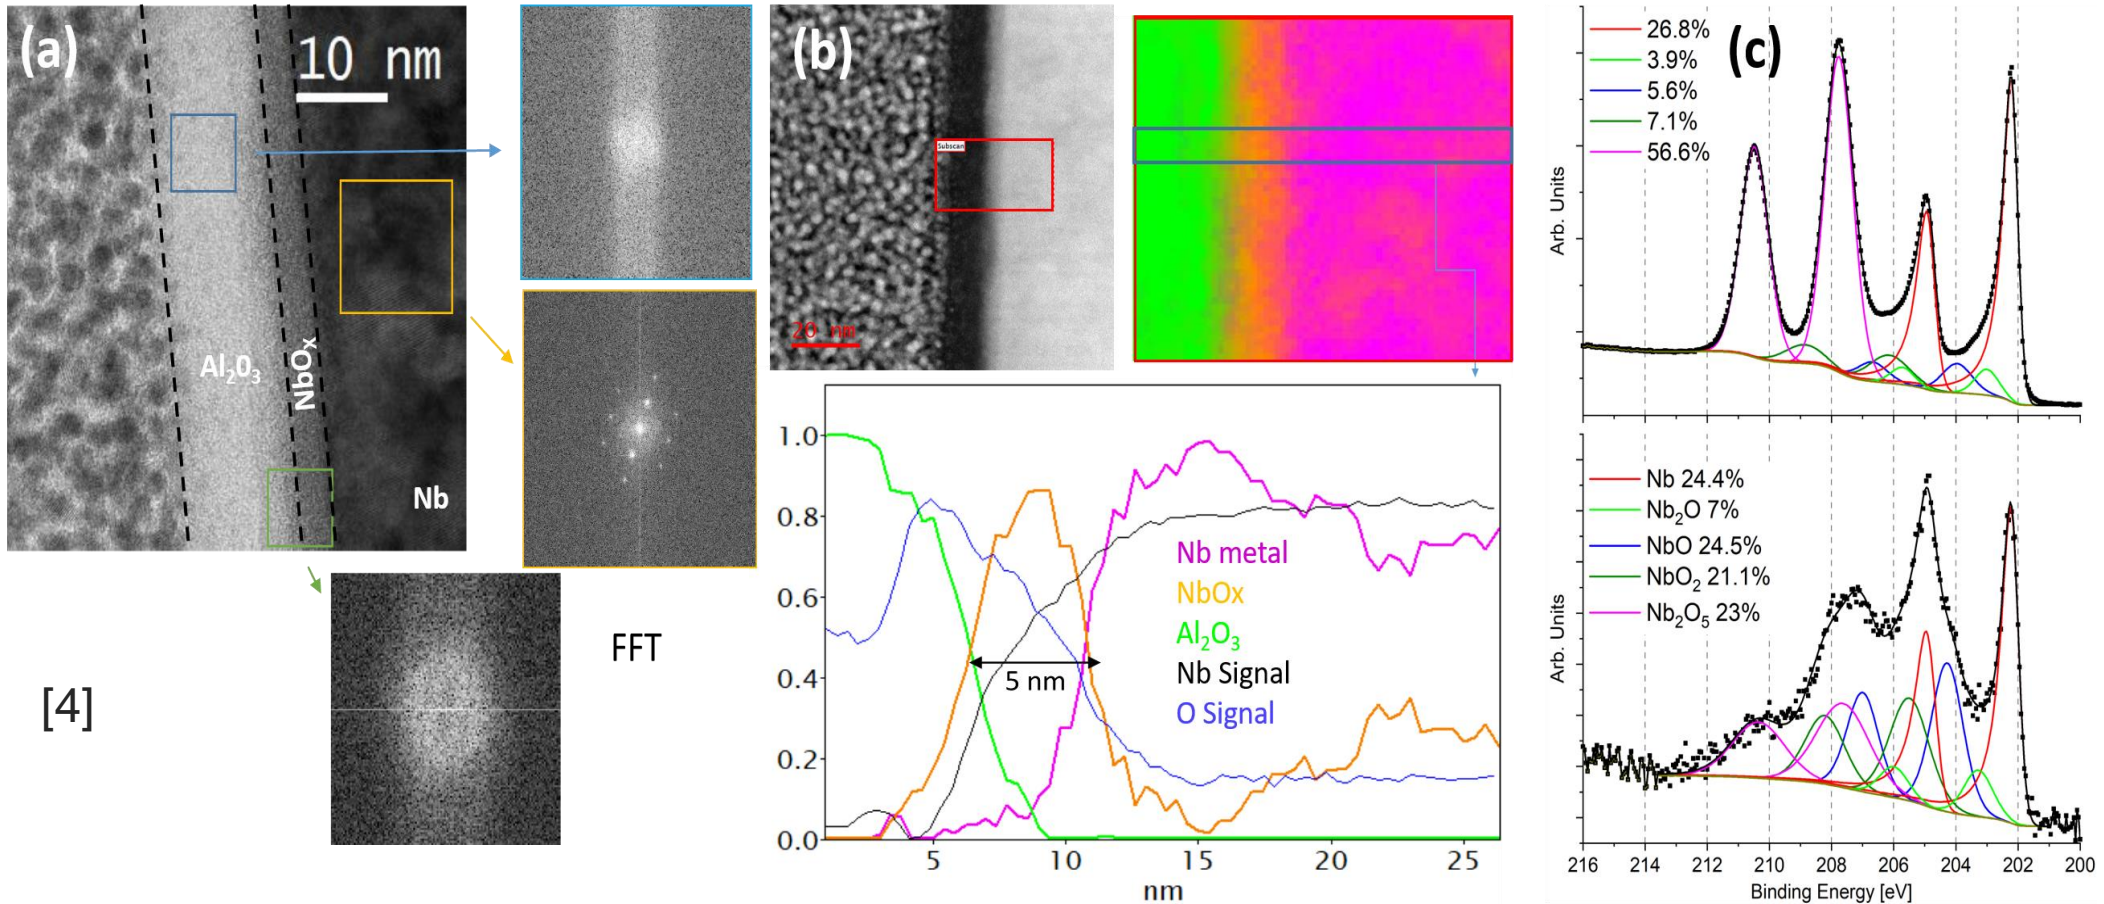 (a)
10 nm
Al₂0₃
NbOₓ
Nb
FFT
[4]
(b)
Subscan
20 nm
1.0
0.8
0.6
0.4
0.2
0.0
5 nm
Nb metal
NbOx
Al₂O₃
Nb Signal
O Signal
5 10 15 20 25
nm
(c)
26.8%
3.9%
5.6%
7.1%
56.6%
Arb. Units
Nb 24.4%
Nb₂O 7%
NbO 24.5%
NbO₂ 21.1%
Nb₂O₅ 23%
Arb. Units
216 214 212 210 208 206 204 202 200
Binding Energy [eV]